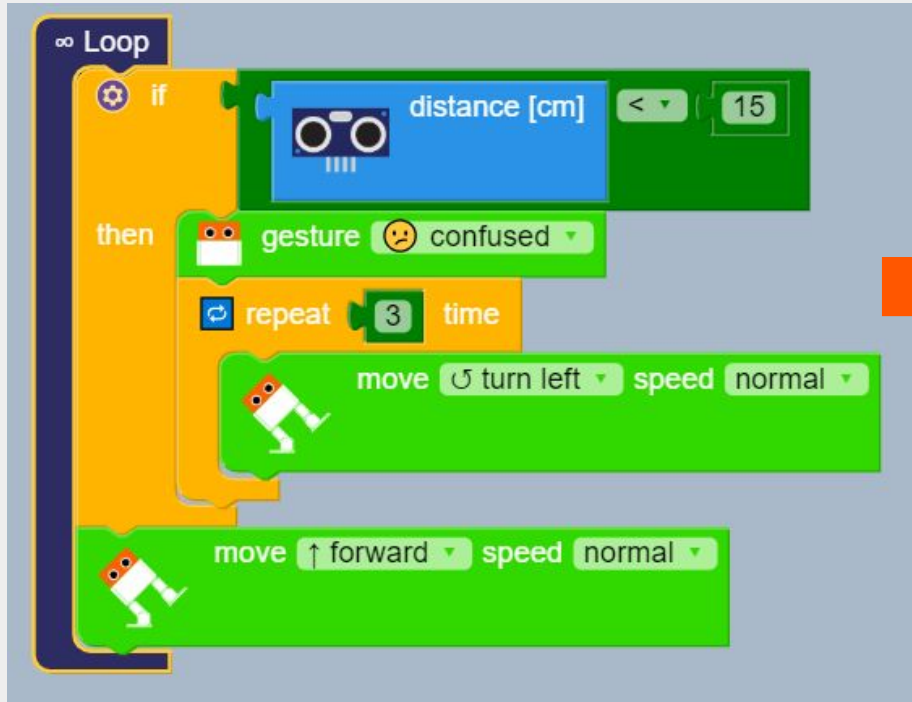 ∞ Loop
if distance [cm] < 15
then gesture confused
repeat 3 time
move ↺ turn left speed normal
move ↑ forward speed normal